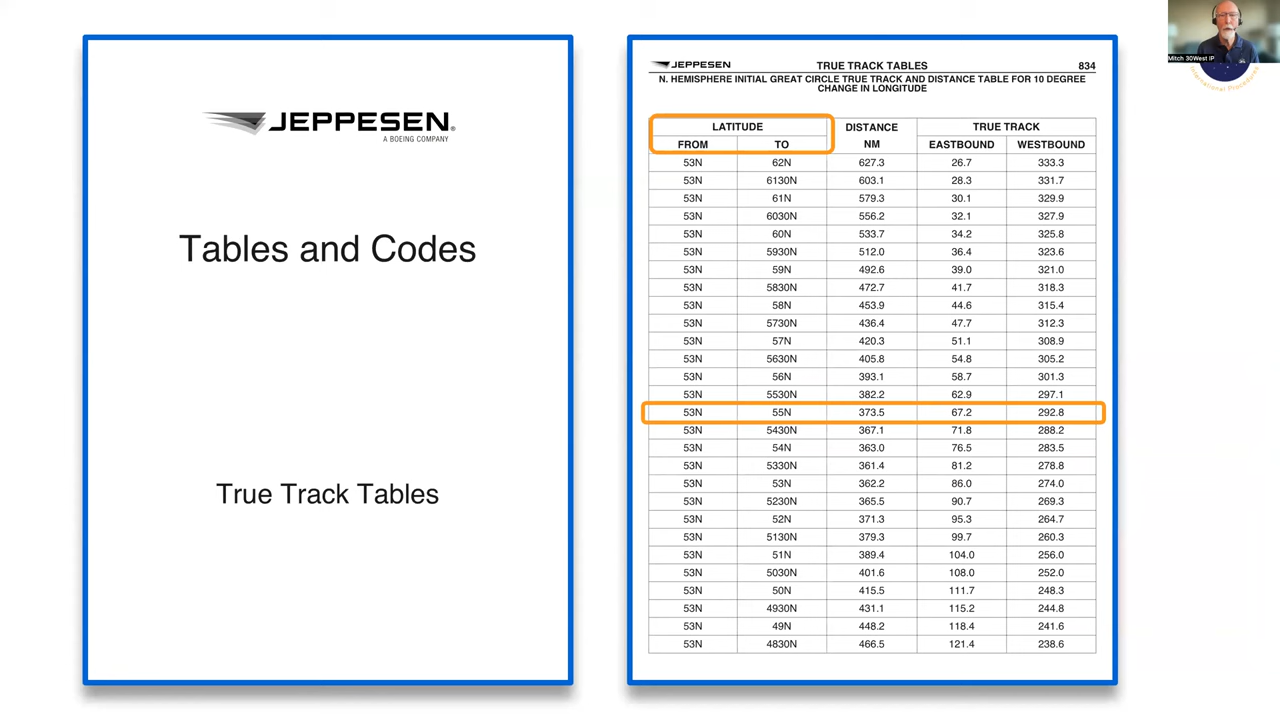 JEPPESEN®
A BOEING COMPANY
Tables and Codes
True Track Tables
JEPPESEN TRUE TRACK TABLES 834
N. HEMISPHERE INITIAL GREAT CIRCLE TRUE TRACK AND DISTANCE TABLE FOR 10 DEGREE
CHANGE IN LONGITUDE
LATITUDE DISTANCE TRUE TRACK
FROM TO NM EASTBOUND WESTBOUND
53N 62N 627.3 26.7 333.3
53N 6130N 603.1 28.3 331.7
53N 61N 579.3 30.1 329.9
53N 6030N 556.2 32.1 327.9
53N 60N 533.7 34.2 325.8
53N 5930N 512.0 36.4 323.6
53N 59N 492.6 39.0 321.0
53N 5830N 472.7 41.7 318.3
53N 58N 453.9 44.6 315.4
53N 5730N 436.4 47.7 312.3
53N 57N 420.3 51.1 308.9
53N 5630N 405.8 54.8 305.2
53N 56N 393.1 58.7 301.3
53N 5530N 382.2 62.9 297.1
53N 55N 373.5 67.2 292.8
53N 5430N 367.1 71.8 288.2
53N 54N 363.0 76.5 283.5
53N 5330N 361.4 81.2 278.8
53N 53N 362.2 86.0 274.0
53N 5230N 365.5 90.7 269.3
53N 52N 371.3 95.3 264.7
53N 5130N 379.3 99.7 260.3
53N 51N 389.4 104.0 256.0
53N 5030N 401.6 108.0 252.0
53N 50N 415.5 111.7 248.3
53N 4930N 431.1 115.2 244.8
53N 49N 448.2 118.4 241.6
53N 4830N 466.5 121.4 238.6
Mitch 30West IP
International Procedures